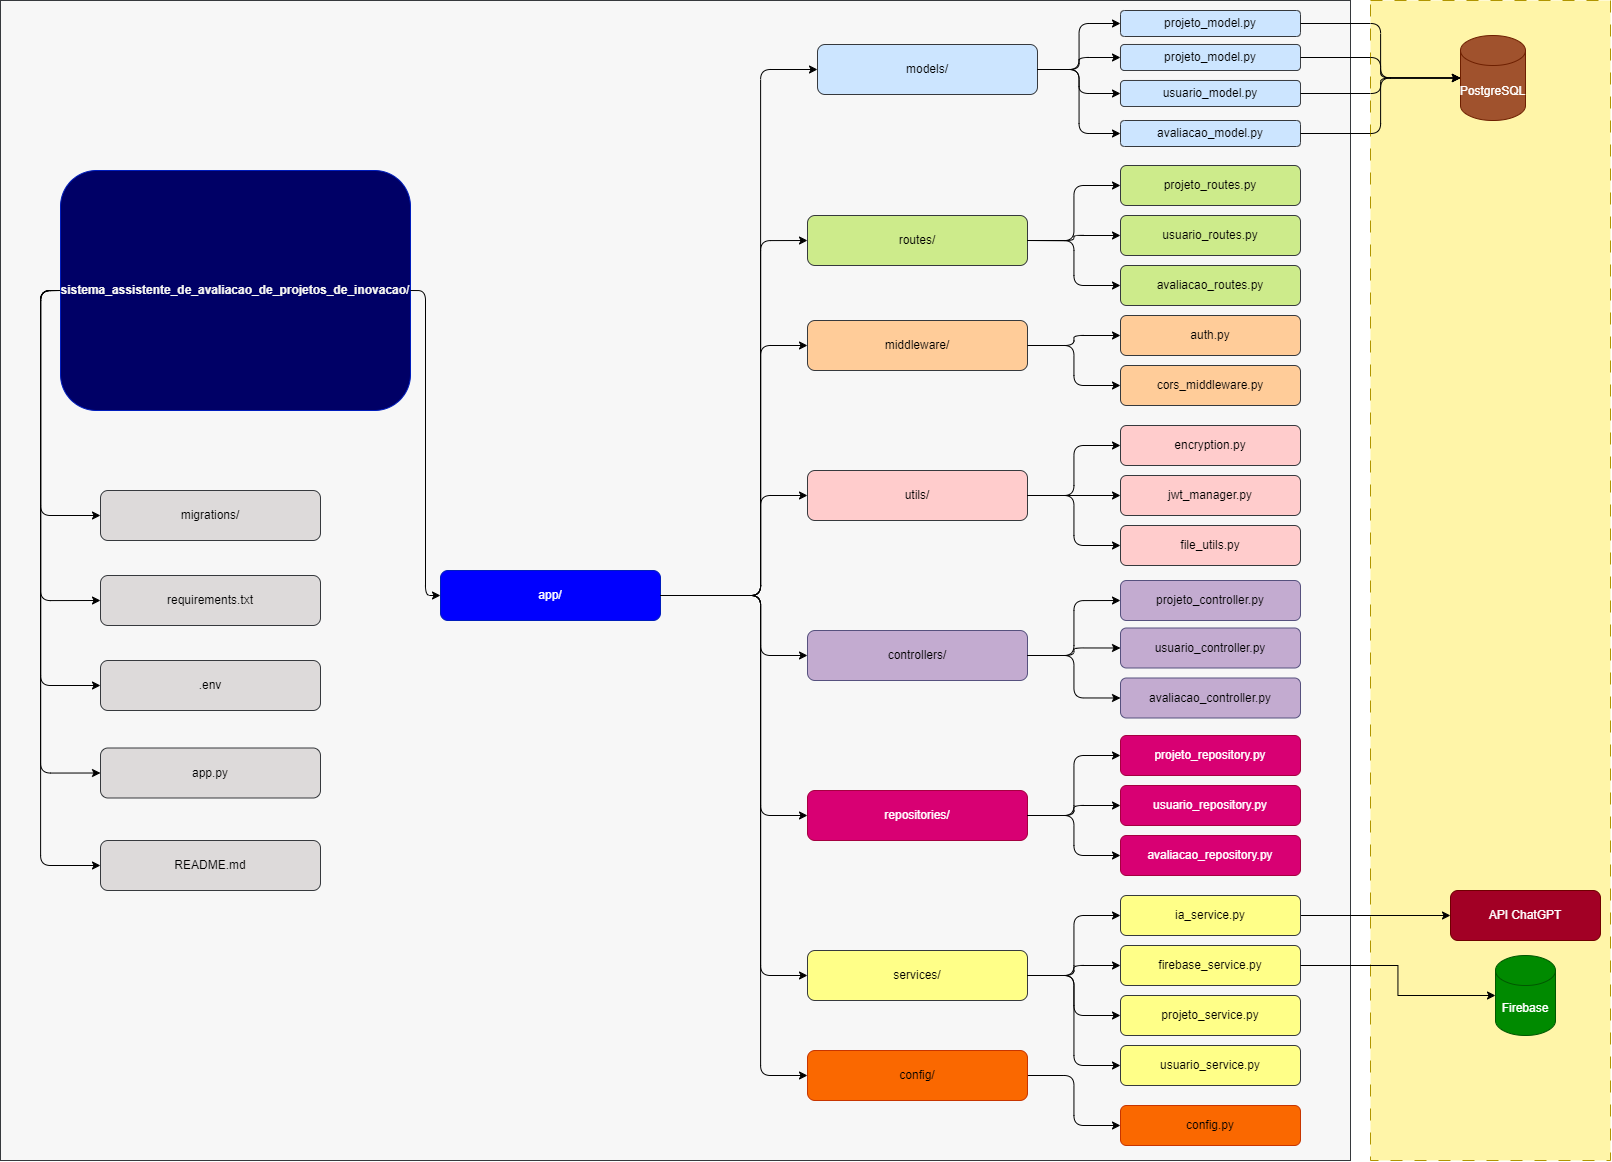 sistema_assistente_de_avaliacao_de_projetos_de_inovacao/
migrations/
requirements.txt
.env
app.py
README.md
app/
models/
projeto_model.py
projeto_model.py
usuario_model.py
avaliacao_model.py
routes/
projeto_routes.py
usuario_routes.py
avaliacao_routes.py
middleware/
auth.py
cors_middleware.py
utils/
encryption.py
jwt_manager.py
file_utils.py
controllers/
projeto_controller.py
usuario_controller.py
avaliacao_controller.py
repositories/
projeto_repository.py
usuario_repository.py
avaliacao_repository.py
services/
ia_service.py
firebase_service.py
projeto_service.py
usuario_service.py
config/
config.py
PostgreSQL
API ChatGPT
Firebase